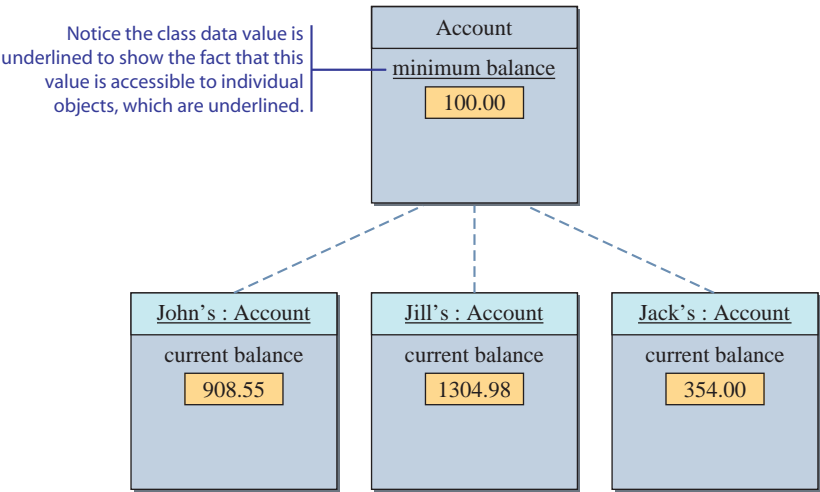 Notice the class data value is
underlined to show the fact that this
value is accessible to individual
objects, which are underlined.
Account
minimum balance
100.00
John's : Account
current balance
908.55
Jill's : Account
current balance
1304.98
Jack's : Account
current balance
354.00